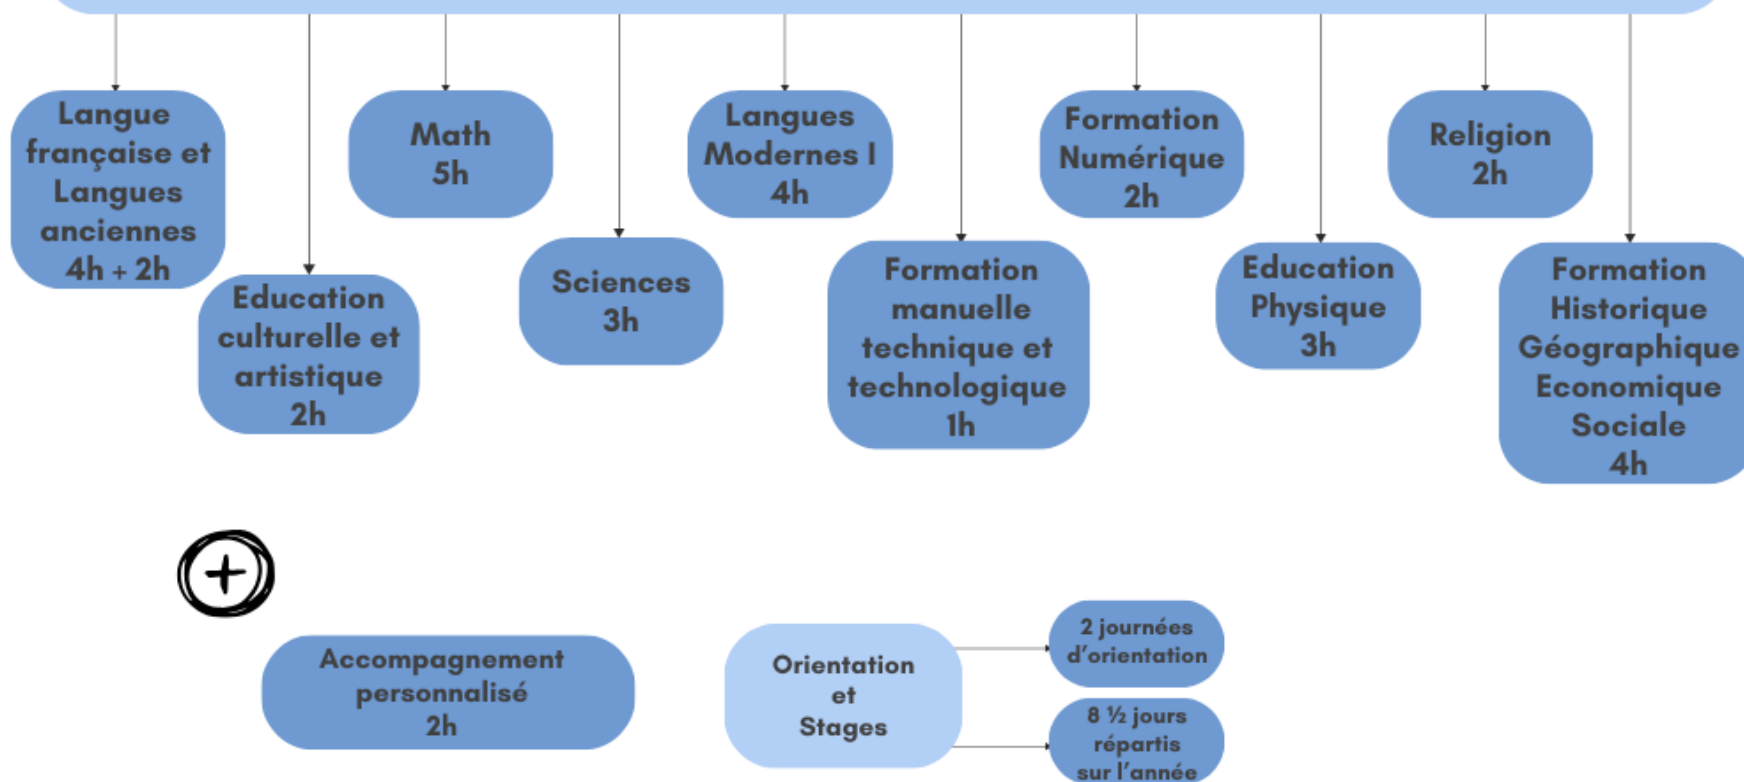 Langue
française et
Langues
anciennes
4h + 2h
Education
culturelle et
artistique
2h
Math
5h
Sciences
3h
Langues
Modernes I
4h
Formation
manuelle
technique et
technologique
1h
Formation
Numérique
2h
Education
Physique
3h
Religion
2h
Formation
Historique
Géographique
Economique
Sociale
4h
+
Accompagnement
personnalisé
2h
Orientation
et
Stages
2 journées
d'orientation
8 ½ jours
répartis
sur l'année